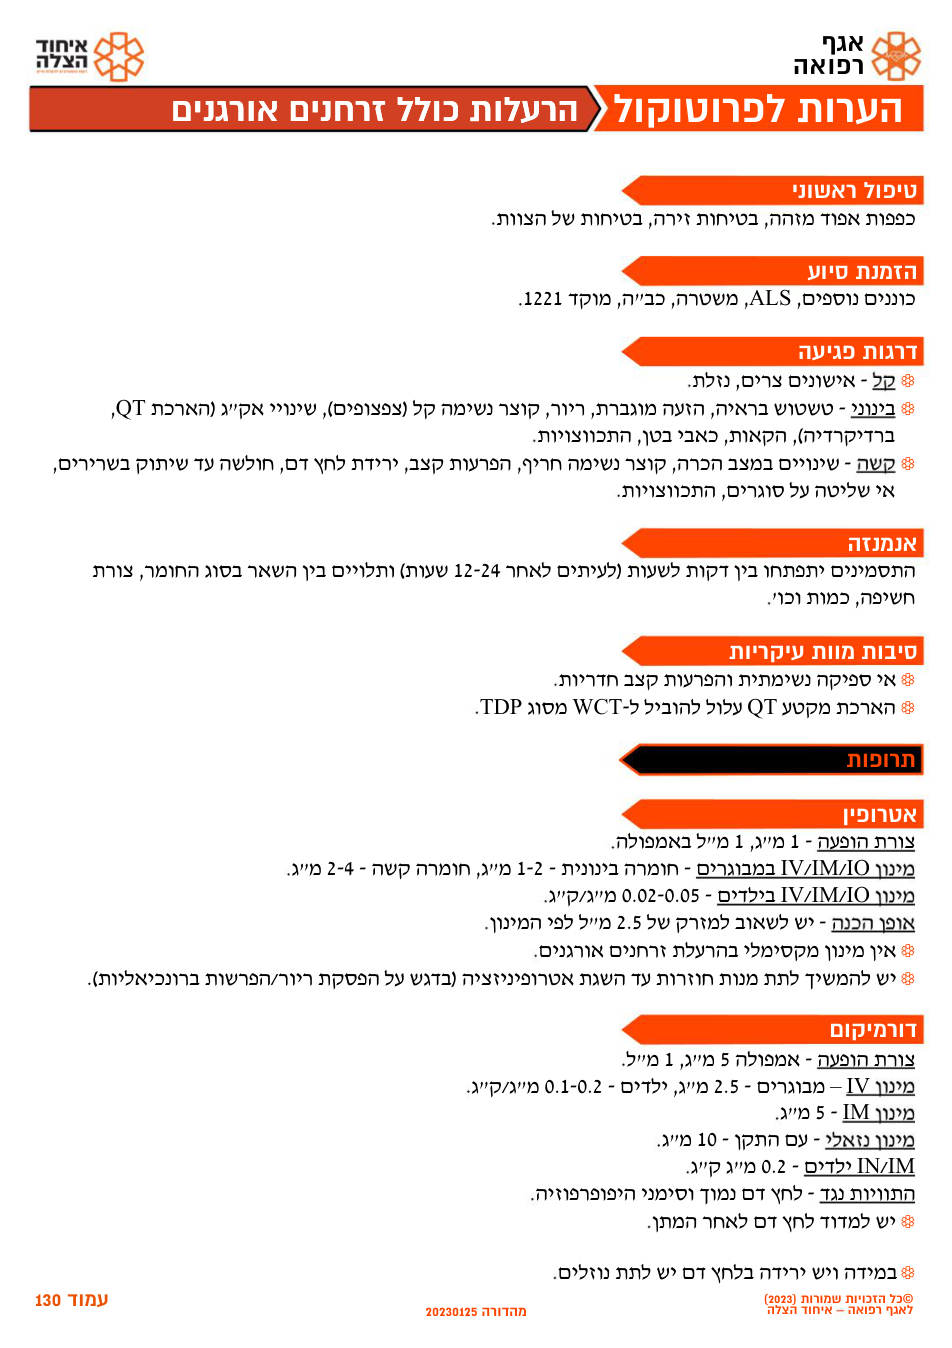 אגף
רפואה
איחוד
הצלה
הערות לפרוטוקול
הרעלות כולל זרחנים אורגנים
טיפול ראשוני
כפפות אפוד מזהה, בטיחות זירה, בטיחות של הצוות.
הזמנת סיוע
כוננים נוספים, ALS, משטרה, כב״ה, מוקד 1221.
דרגות פגיעה
קל - אישונים צרים, נזלת.
בינוני - טשטוש בראיה, הזעה מוגברת, ריור, קוצר נשימה קל (צפצופים), שינויי אק״ג (הארכת QT,
ברדיקרדיה), הקאות, כאבי בטן, התכווצויות.
קשה - שינויים במצב הכרה, קוצר נשימה חריף, הפרעות קצב, ירידת לחץ דם, חולשה עד שיתוק בשרירים,
אי שליטה על סוגרים, התכווצויות.
אנמנזה
התסמינים יתפתחו בין דקות לשעות (לעיתים לאחר 12-24 שעות) ותלויים בין השאר בסוג החומר, צורת
חשיפה, כמות וכו׳.
סיבות מוות עיקריות
אי ספיקה נשימתית והפרעות קצב חדריות.
הארכת מקטע QT עלול להוביל ל-WCT מסוג TDP.
תרופות
אטרופין
צורת הופעה - 1 מ״ג, 1 מ״ל באמפולה.
מינון IV/IM/IO במבוגרים - חומרה בינונית - 1-2 מ״ג, חומרה קשה - 2-4 מ״ג.
מינון IV/IM/IO בילדים - 0.02-0.05 מ״ג/ק״ג.
אופן הכנה - יש לשאוב למזרק של 2.5 מ״ל לפי המינון.
אין מינון מקסימלי בהרעלת זרחנים אורגנים.
יש להמשיך לתת מנות חוזרות עד השגת אטרופיניזציה (בדגש על הפסקת ריור/הפרשות ברונכיאליות).
דורמיקום
צורת הופעה - אמפולה 5 מ״ג, 1 מ״ל.
מינון IV – מבוגרים - 2.5 מ״ג, ילדים - 0.1-0.2 מ״ג/ק״ג.
מינון IM - 5 מ״ג.
מינון נזאלי - עם התקן - 10 מ״ג.
IN/IM ילדים - 0.2 מ״ג ק״ג.
התוויות נגד - לחץ דם נמוך וסימני היפופרפוזיה.
יש למדוד לחץ דם לאחר המתן.
במידה ויש ירידה בלחץ דם יש לתת נוזלים.
©כל הזכויות שמורות (2023)
לאגף רפואה – איחוד הצלה
מהדורה 20230125
עמוד 130